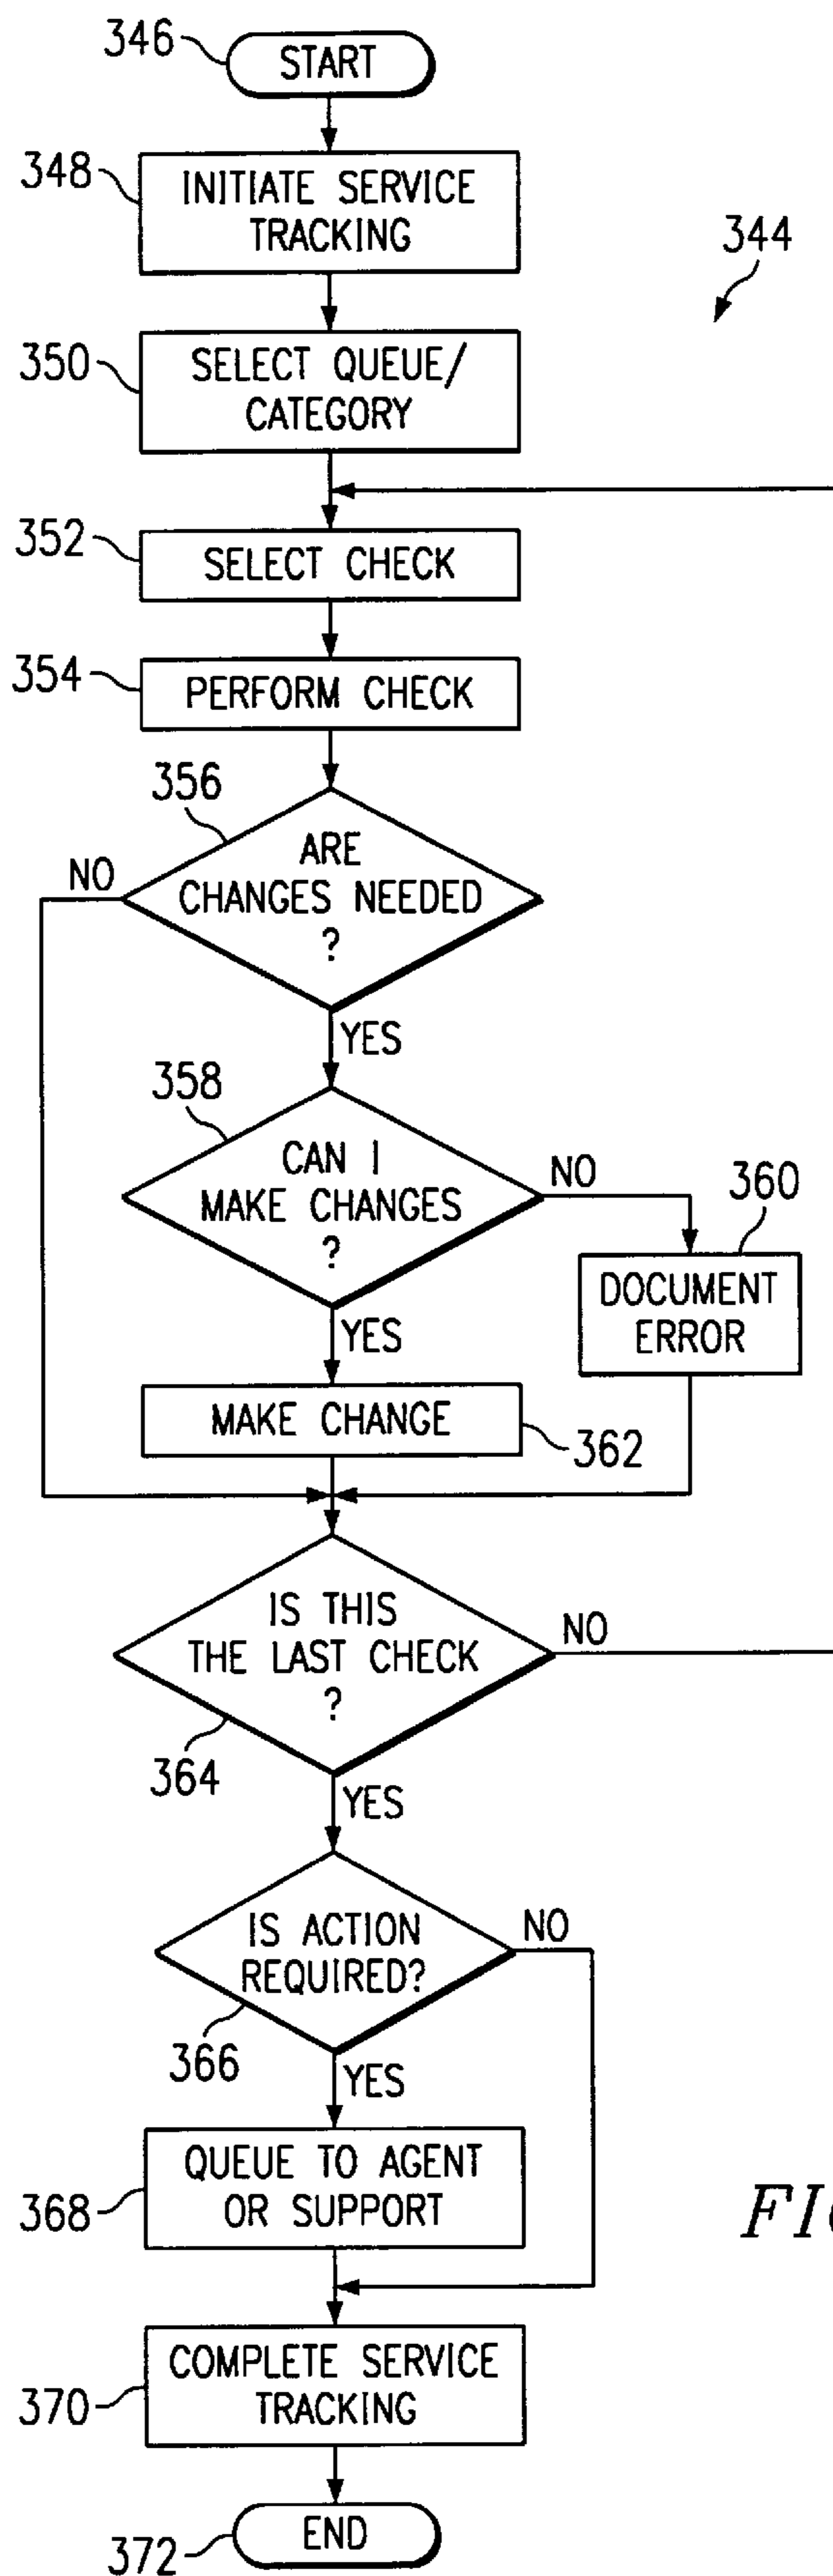 346
START
348
INITIATE SERVICE
TRACKING
344
350
SELECT QUEUE/
CATEGORY
352
SELECT CHECK
354
PERFORM CHECK
356
ARE
CHANGES NEEDED
?
NO
YES
358
CAN I
MAKE CHANGES
?
NO
360
DOCUMENT
ERROR
YES
MAKE CHANGE
362
IS THIS
THE LAST CHECK
?
NO
364
YES
IS ACTION
REQUIRED?
NO
366
YES
QUEUE TO AGENT
OR SUPPORT
368
COMPLETE SERVICE
TRACKING
370
END
372